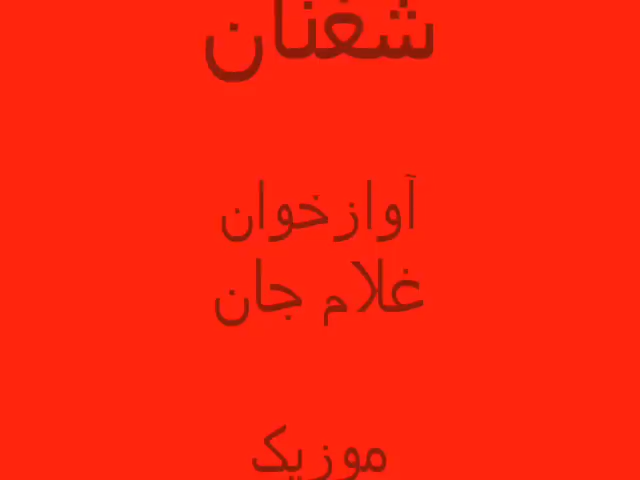 شغنان
آوازخوان
غلام جان
موزیک